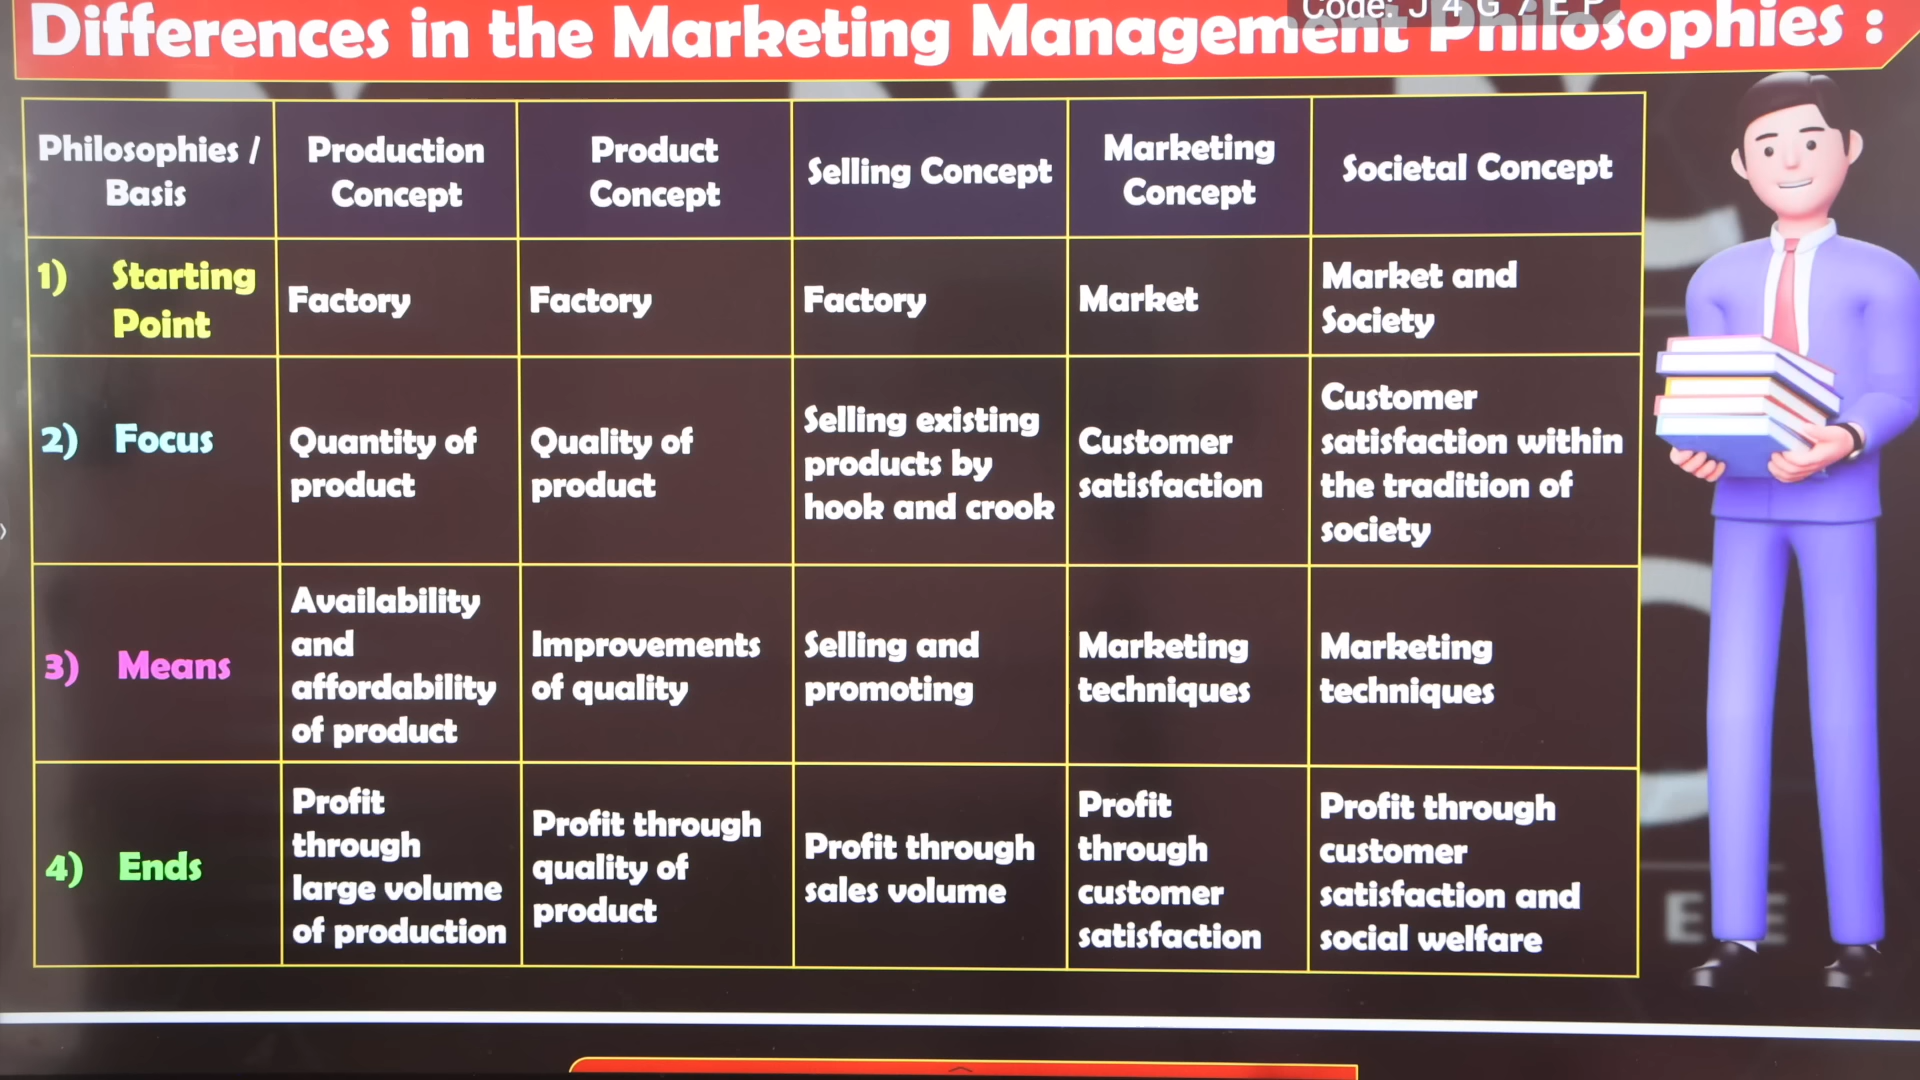 Differences in the Marketing Management Philosophies :
Code: J 4 G 7 E P
Philosophies /
Basis
Production
Concept
Product
Concept
Selling Concept
Marketing
Concept
Societal Concept
1) Starting
Point
Factory
Factory
Factory
Market
Market and
Society
2) Focus
Quantity of
product
Quality of
product
Selling existing
products by
hook and crook
Customer
satisfaction
Customer
satisfaction within
the tradition of
society
3) Means
Availability
and
affordability
of product
Improvements
of quality
Selling and
promoting
Marketing
techniques
Marketing
techniques
4) Ends
Profit
through
large volume
of production
Profit through
quality of
product
Profit through
sales volume
Profit
through
customer
satisfaction
Profit through
customer
satisfaction and
social welfare